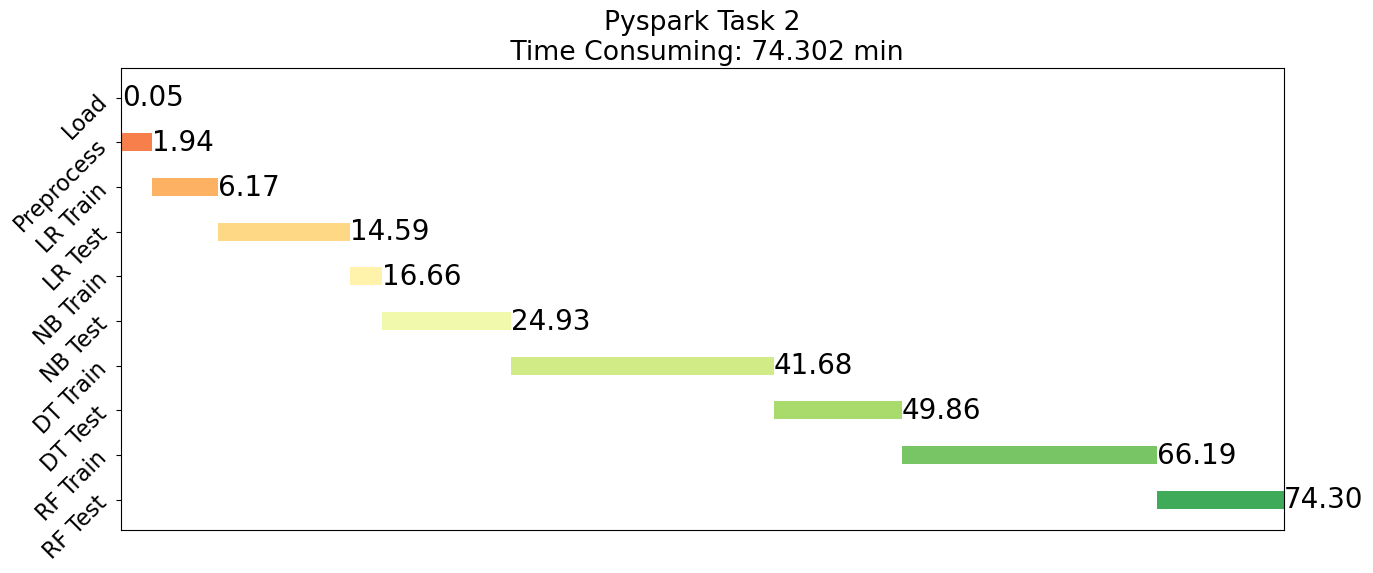 Pyspark Task 2
Time Consuming: 74.302 min
Load
0.05
Preprocess
1.94
LR Train
6.17
LR Test
14.59
NB Train
16.66
NB Test
24.93
DT Train
41.68
DT Test
49.86
RF Train
66.19
RF Test
74.30